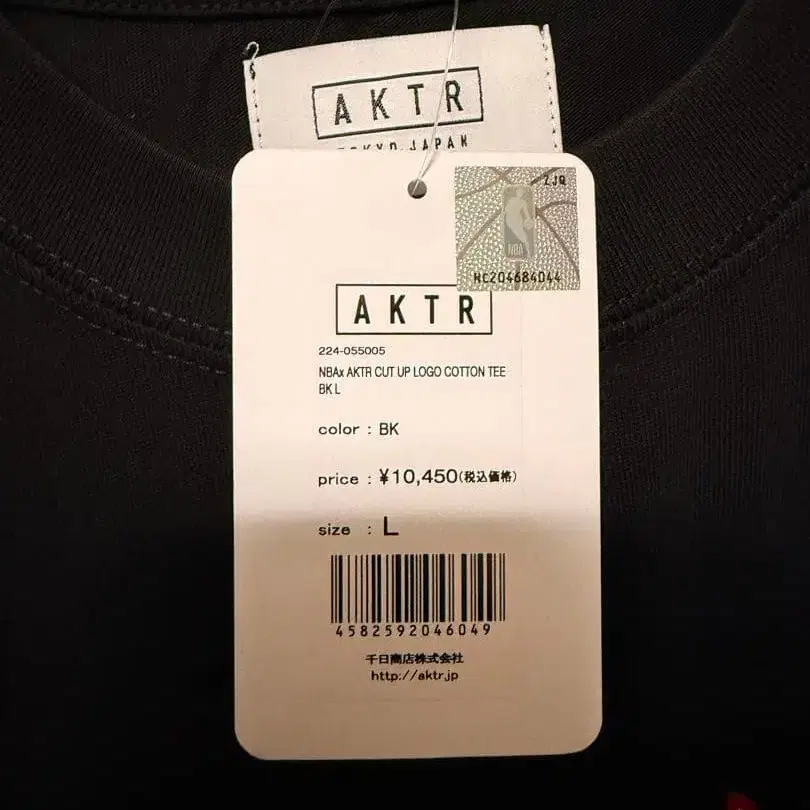 AKTR
TOKYO.JAPAN
ZJQ
NBA
NC204684044
AKTR
224-055005
NBAx AKTR CUT UP LOGO COTTON TEE
BK L
color : BK
price : ¥10,450(税込価格)
size : L
4582592046049
千日商店株式会社
http://aktr.jp